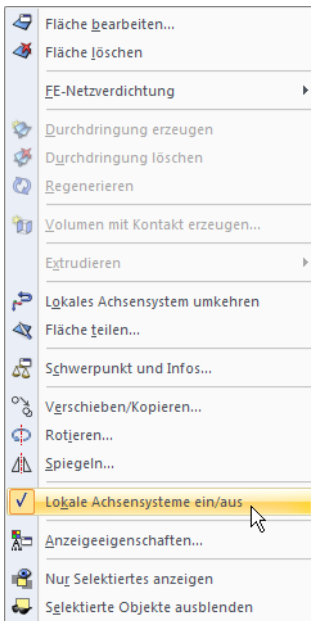 Fläche bearbeiten...
Fläche löschen
FE-Netzverdichtung
Durchdringung erzeugen
Durchdringung löschen
Regenerieren
Volumen mit Kontakt erzeugen...
Extrudieren
Lokales Achsensystem umkehren
Fläche teilen...
Schwerpunkt und Infos...
Verschieben/Kopieren...
Rotieren...
Spiegeln...
Lokale Achsensysteme ein/aus
Anzeigeeigenschaften...
Nur Selektiertes anzeigen
Selektierte Objekte ausblenden